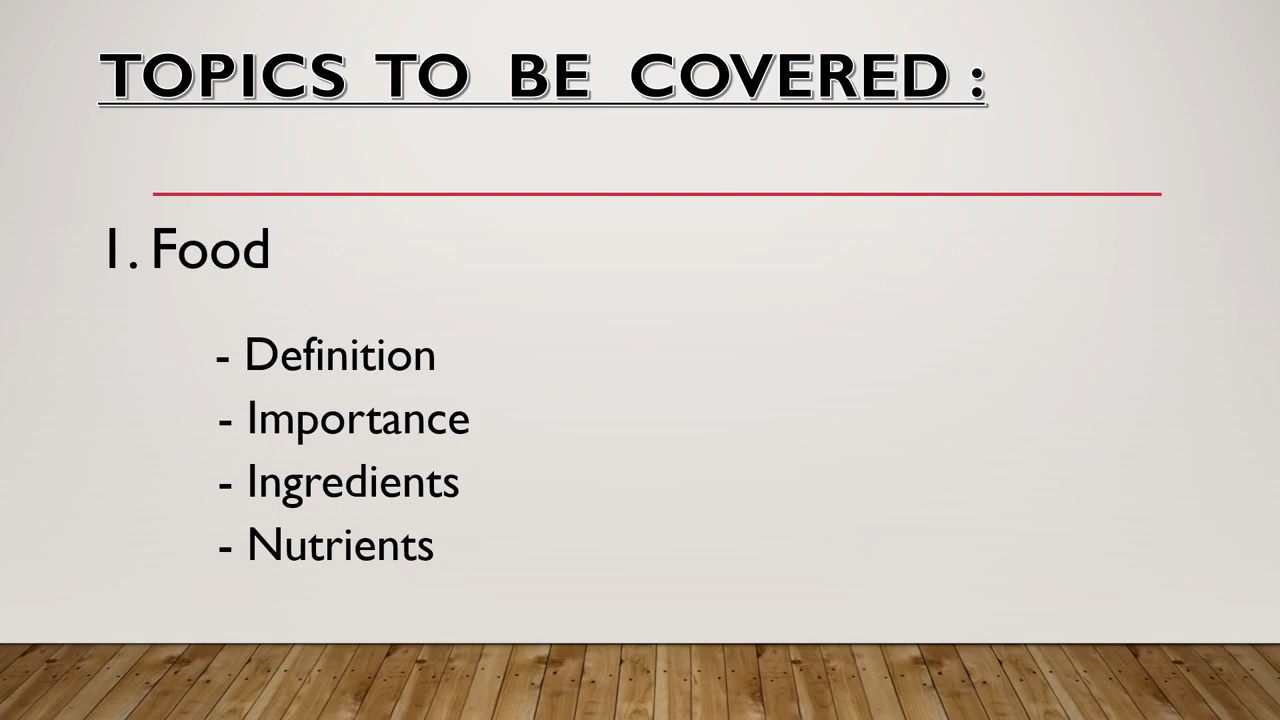 TOPICS TO BE COVERED :
1. Food
- Definition
- Importance
- Ingredients
- Nutrients